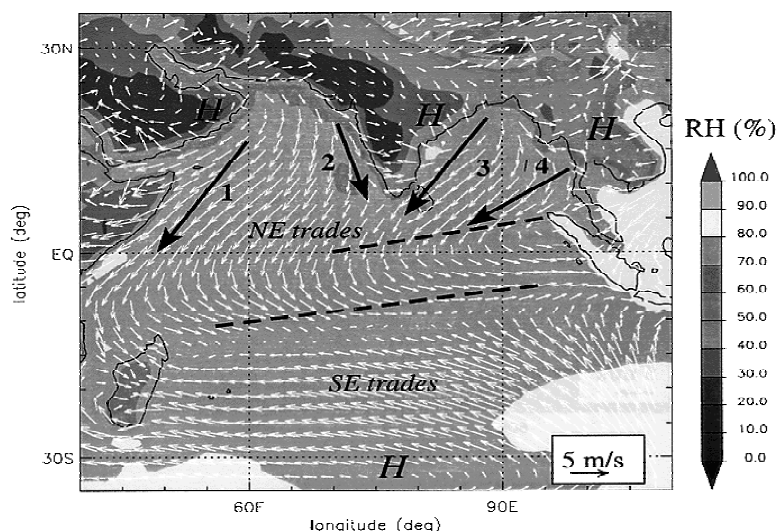 30N
EQ
30S
latitude (deg)
60E
90E
longitude (deg)
H
H
H
1
2
3
4
NE trades
SE trades
H
5 m/s
RH (%)
100.0
90.0
80.0
70.0
60.0
50.0
40.0
30.0
20.0
10.0
0.0